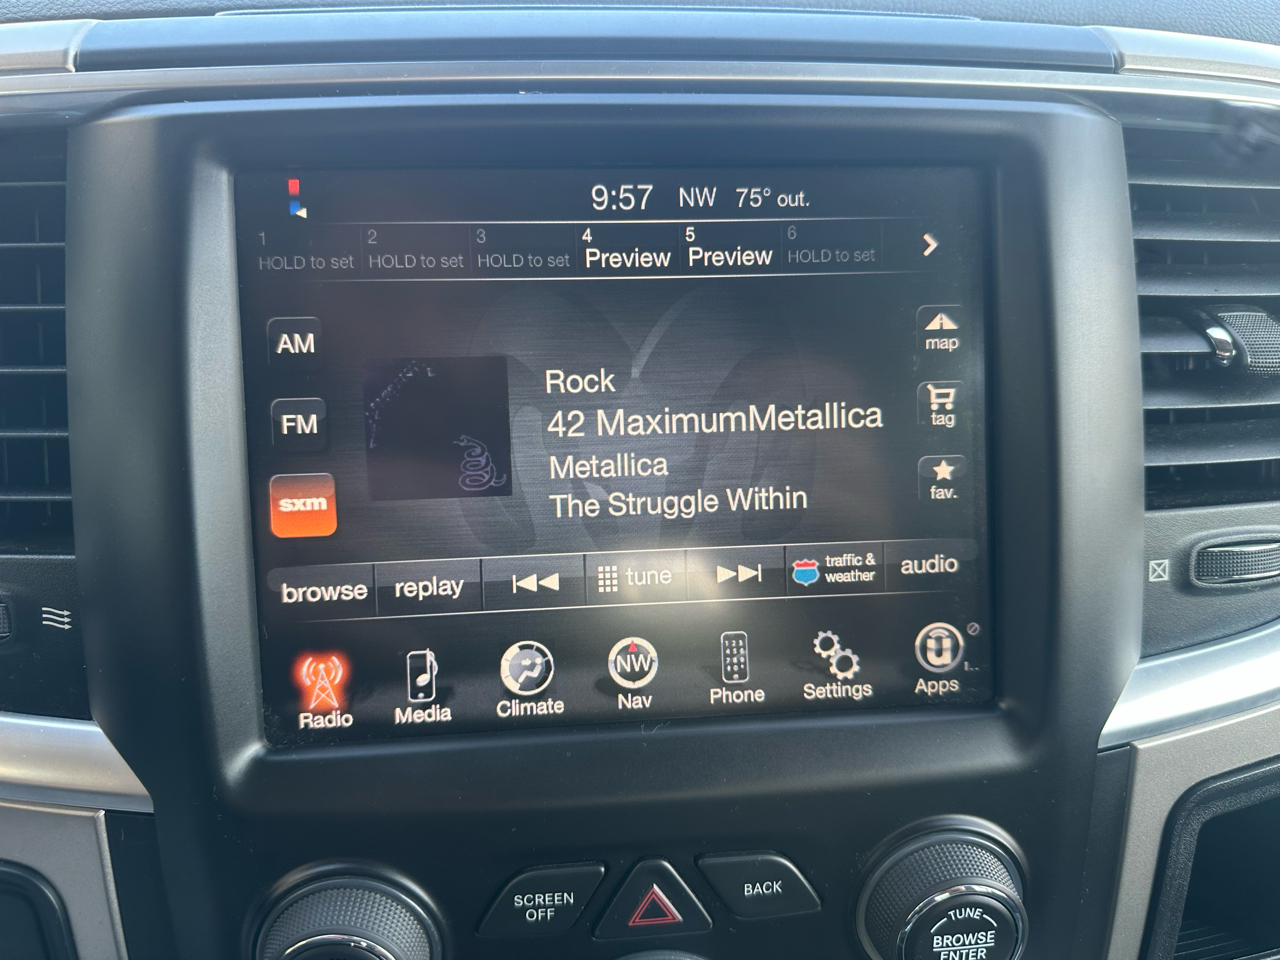 9:57 NW 75° out.
1 2 3 4 5 6
HOLD to set HOLD to set HOLD to set Preview Preview HOLD to set
AM
map
Rock
FM
42 MaximumMetallica
tag
Metallica
sxm
The Struggle Within
fav.
browse replay tune traffic &
weather
audio
NW
Radio Media Climate Nav Phone Settings Apps
SCREEN
OFF
BACK
TUNE
BROWSE
ENTER